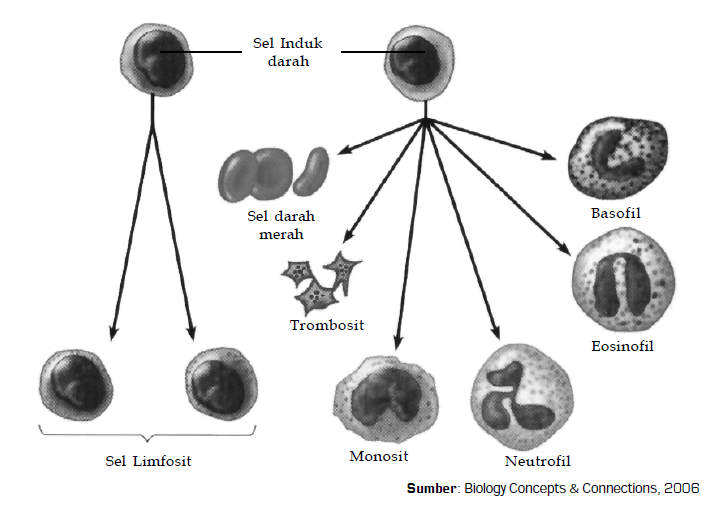 Sel Induk
darah
Basofil
Sel darah
merah
Trombosit
Eosinofil
Sel Limfosit
Monosit
Neutrofil
Sumber: Biology Concepts & Connections, 2006